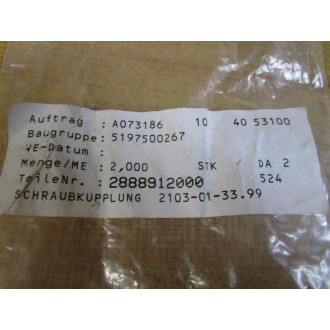 Auftrag : A073186 10 40 53100
Baugruppe: 5197500267
WE-Datum :
Menge/ME : 2,000 STK DA 2
TeileNr. : 2888912000 524
SCHRAUBKUPPLUNG 2103-01-33.99